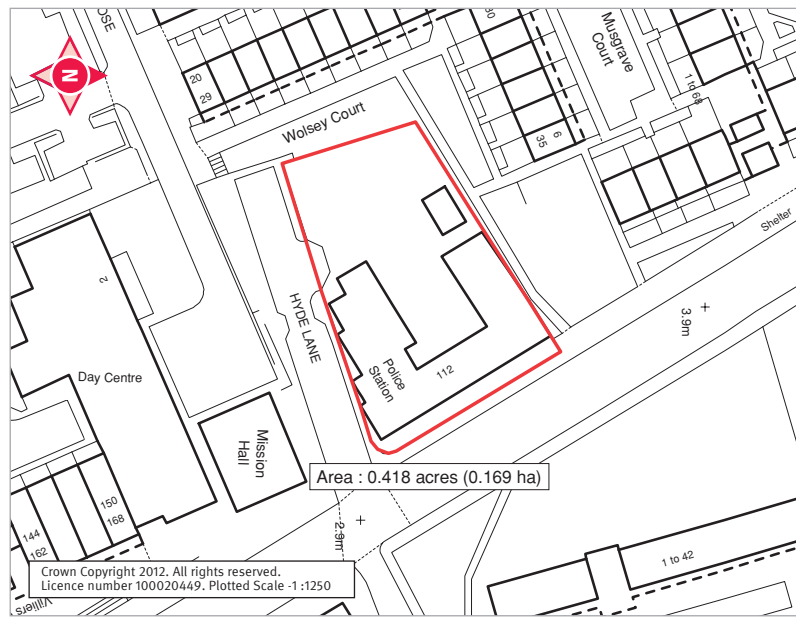 OSE
30
Musgrave
Court
N
20
29
1 to 68
Wolsey Court
6
35
Shelter
2
HYDE LANE
3.9m
Day Centre
Police
Station
112
Mission
Hall
Area : 0.418 acres (0.169 ha)
150
168
144
162
2.9m
1 to 42
Crown Copyright 2012. All rights reserved.
Licence number 100020449. Plotted Scale -1 :1250
Villiers